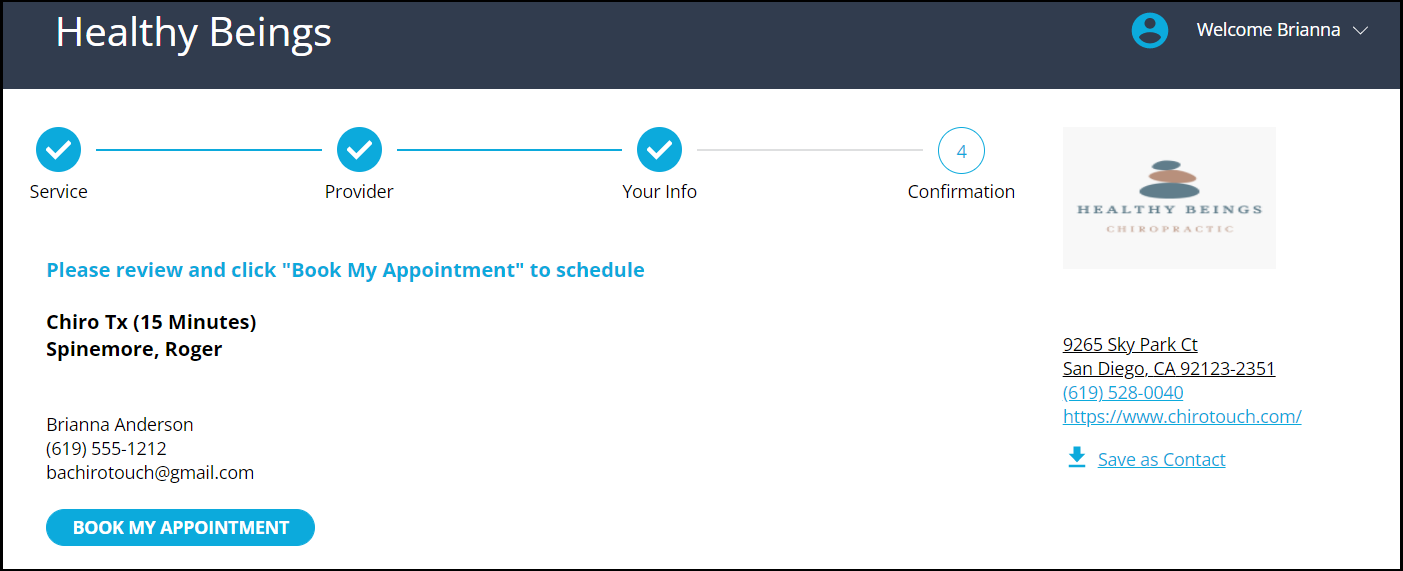 Healthy Beings
Welcome Brianna
Service
Provider
Your Info
4
Confirmation
HEALTHY BEINGS
CHIROPRACTIC
Please review and click "Book My Appointment" to schedule
Chiro Tx (15 Minutes)
Spinemore, Roger
Brianna Anderson
(619) 555-1212
bachirotouch@gmail.com
BOOK MY APPOINTMENT
9265 Sky Park Ct
San Diego, CA 92123-2351
(619) 528-0040
https://www.chirotouch.com/
Save as Contact